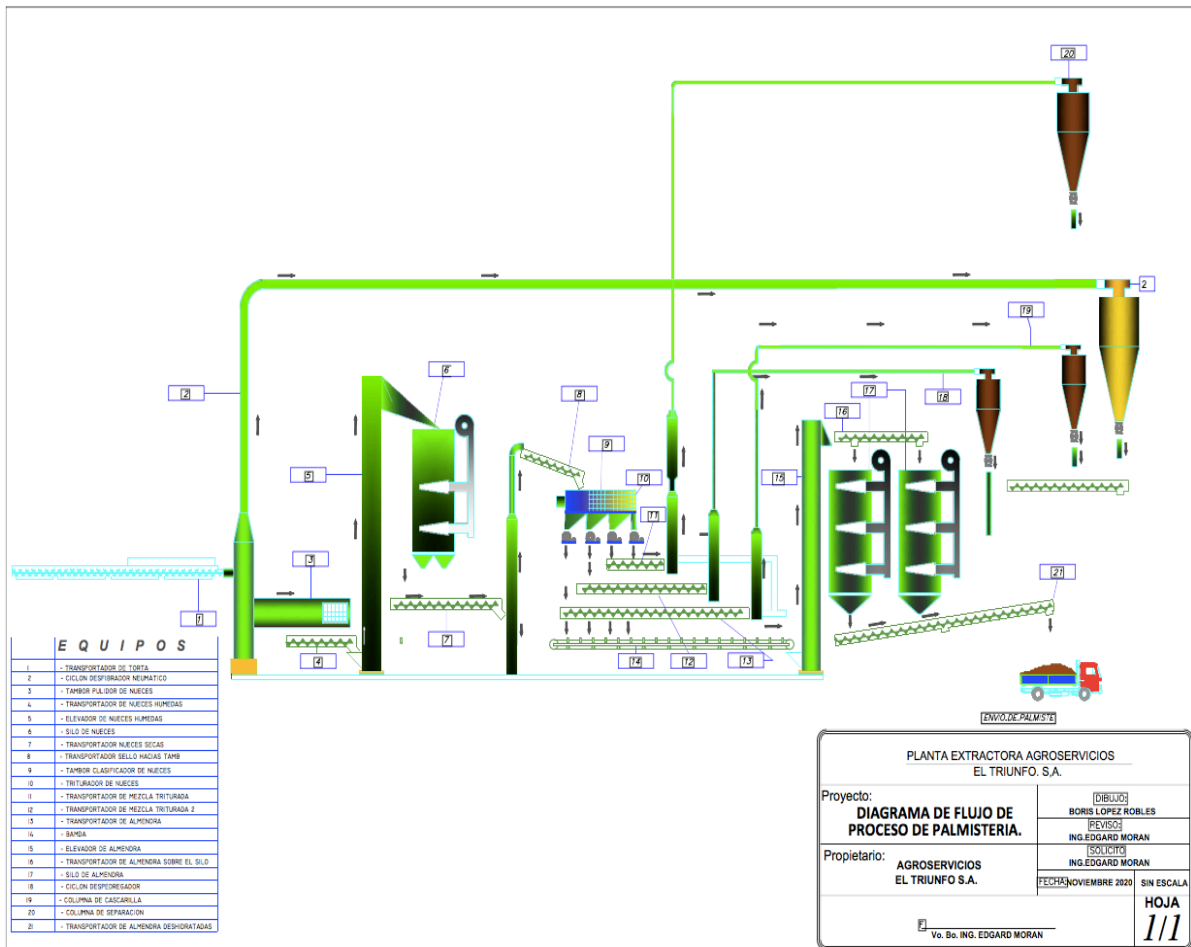 20
2
19
2
6
8
16
17
18
9
10
5
15
11
3
21
1
4
7
14
12
13
EQUIPOS
1 - TRANSPORTADOR DE TORTA
2 - CICLON DESFIBRADOR NEUMATICO
3 - TAMBOR PULIDOR DE NUECES
4 - TRANSPORTADOR DE NUECES HUMEDAS
5 - ELEVADOR DE NUECES HUMEDAS
6 - SILO DE NUECES
7 - TRANSPORTADOR NUECES SECAS
8 - TRANSPORTADOR SELLO HACIAS TAMB
9 - TAMBOR CLASIFICADOR DE NUECES
10 - TRITURADOR DE NUECES
11 - TRANSPORTADOR DE MEZCLA TRITURADA
12 - TRANSPORTADOR DE MEZCLA TRITURADA 2
13 - TRANSPORTADOR DE ALMENDRA
14 - BAMDA
15 - ELEVADOR DE ALMENDRA
16 - TRANSPORTADOR DE ALMENDRA SOBRE EL SILO
17 - SILO DE ALMENDRA
18 - CICLON DESPEDREGADOR
19 - COLUMNA DE CASCARILLA
20 - COLUMNA DE SEPARACION
21 - TRANSPORTADOR DE ALMENDRA DESHIDRATADAS
ENVIO.DE.PALMISTE
PLANTA EXTRACTORA AGROSERVICIOS
EL TRIUNFO. S,A.
Proyecto:
DIAGRAMA DE FLUJO DE
PROCESO DE PALMISTERIA.
DIBUJO:
BORIS LOPEZ ROBLES
REVISO:
ING.EDGARD MORAN
SOLICITO
ING.EDGARD MORAN
Propietario:
AGROSERVICIOS
EL TRIUNFO S.A.
FECHA: NOVIEMBRE 2020
SIN ESCALA
HOJA
1/1
F.
Vo. Bo. ING. EDGARD MORAN